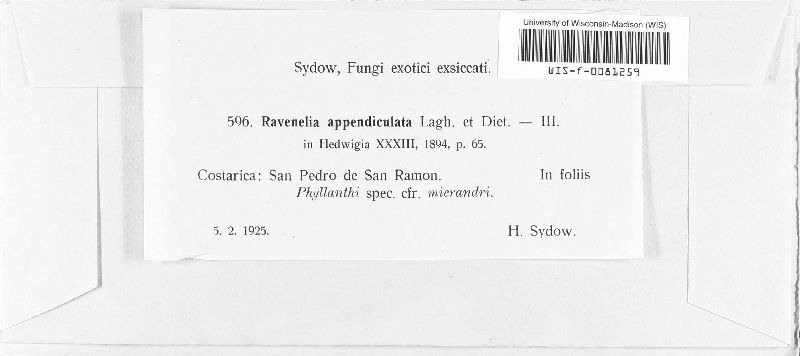 University of Wisconsin-Madison (WIS)
WIS-f-0081259
Sydow, Fungi exotici exsiccati.
596. Ravenelia appendiculata Lagh. et Diet. — III.
in Hedwigia XXXIII, 1894, p. 65.
Costarica: San Pedro de San Ramon. In foliis
Phyllanthi spec. cfr. micrandri.
5. 2. 1925. H. Sydow.